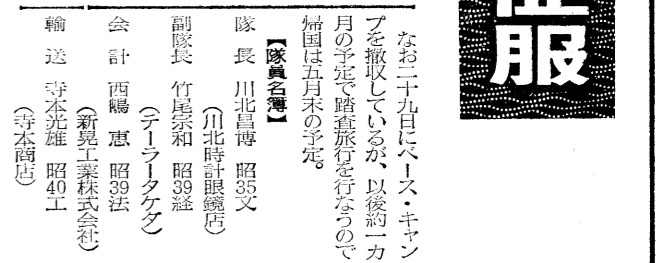 服
なお二十九日にベース・キャン
プを撤収しているが、以後約一カ
月の予定で踏査旅行を行なうので
帰国は五月末の予定。
【隊員名簿】
隊　長　川北昌博　昭35文
（川北時計眼鏡店）
副隊長　竹尾宗和　昭39経
（テーラータケダ）
会　計　西嶋　恵　昭39法
（新晃工業株式会社）
輸　送　寺本光雄　昭40工
（寺本商店）